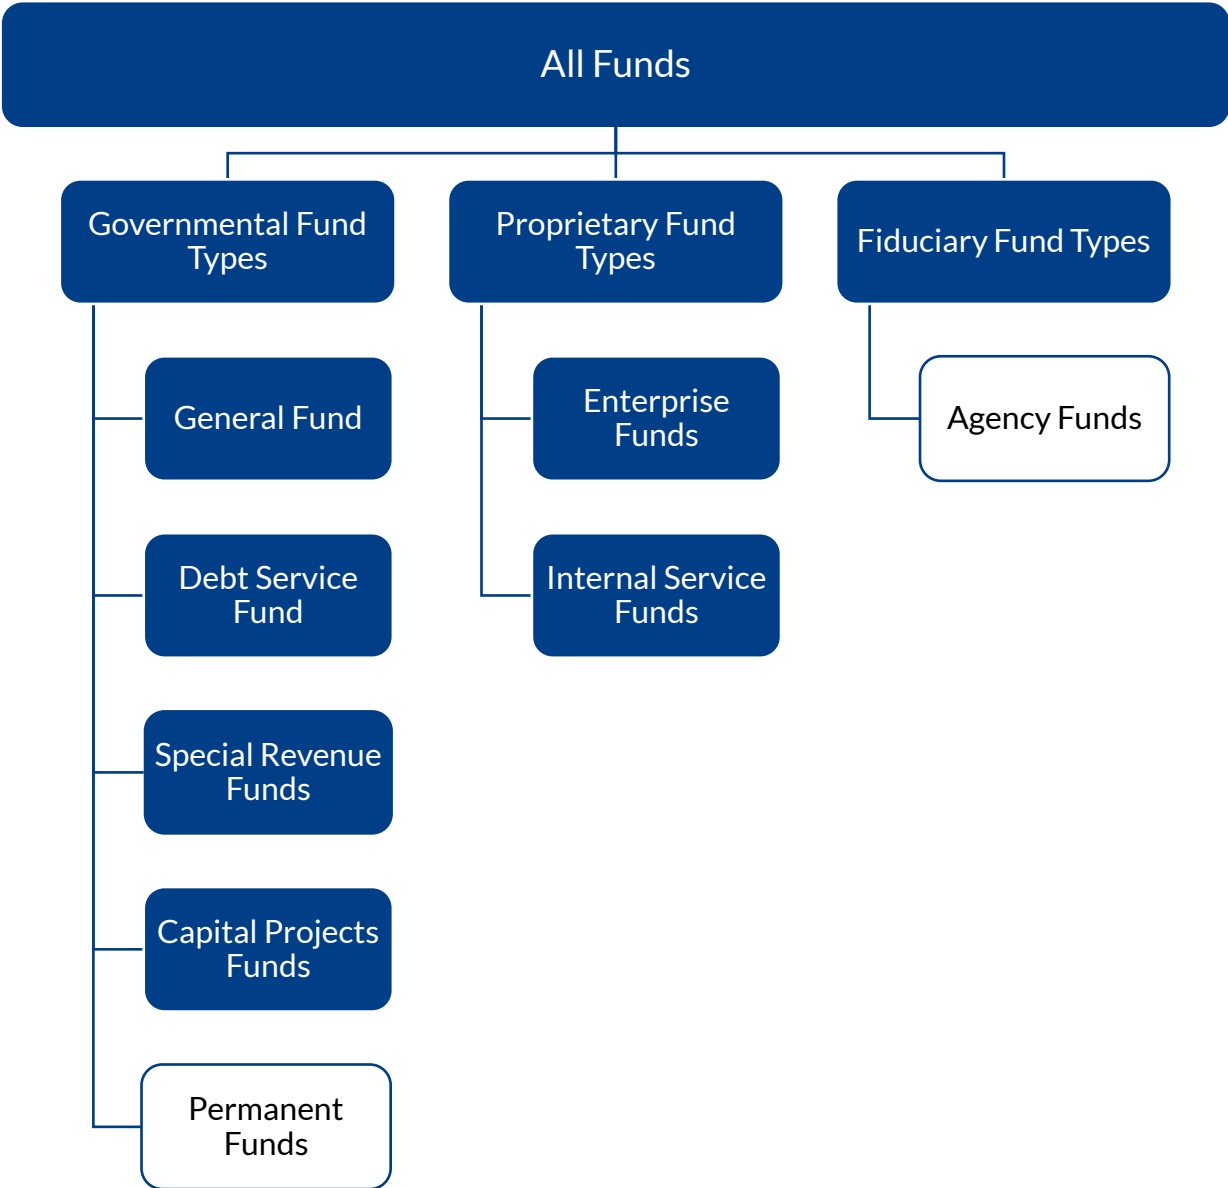 All Funds
Governmental Fund
Types
Proprietary Fund
Types
Fiduciary Fund Types
General Fund
Enterprise
Funds
Agency Funds
Debt Service
Fund
Internal Service
Funds
Special Revenue
Funds
Capital Projects
Funds
Permanent
Funds